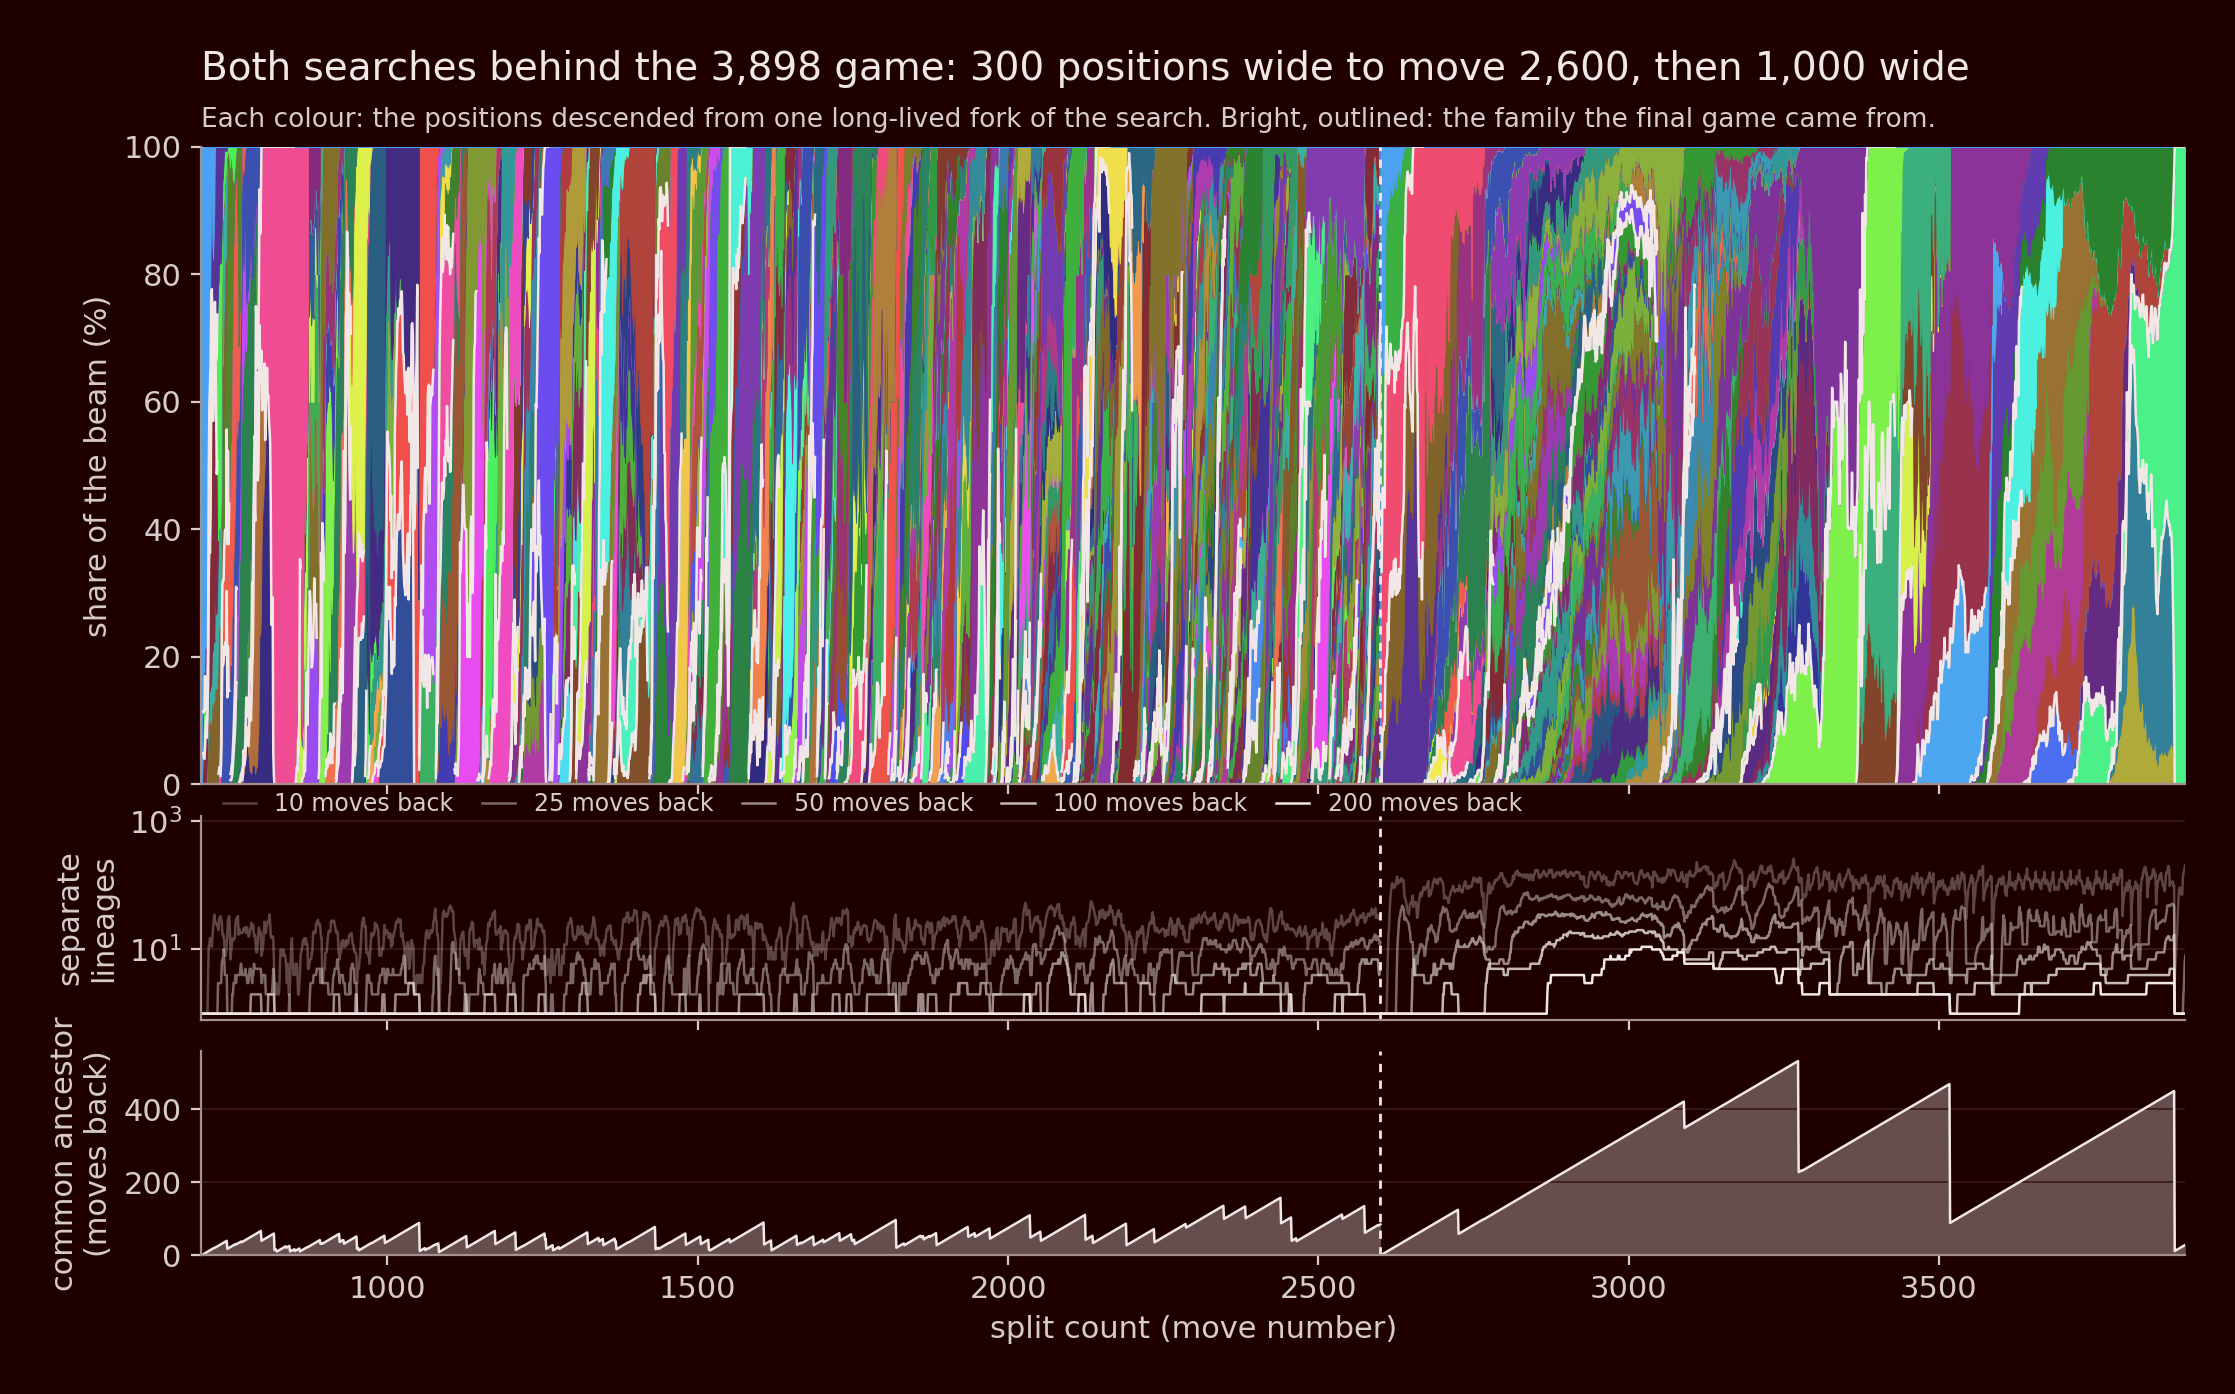 Both searches behind the 3,898 game: 300 positions wide to move 2,600, then 1,000 wide
Each colour: the positions descended from one long-lived fork of the search. Bright, outlined: the family the final game came from.
100
80
60
40
20
0
share of the beam (%)
10 moves back
25 moves back
50 moves back
100 moves back
200 moves back
10³
10¹
separate
lineages
400
200
0
common ancestor
(moves back)
1000
1500
2000
2500
3000
3500
split count (move number)